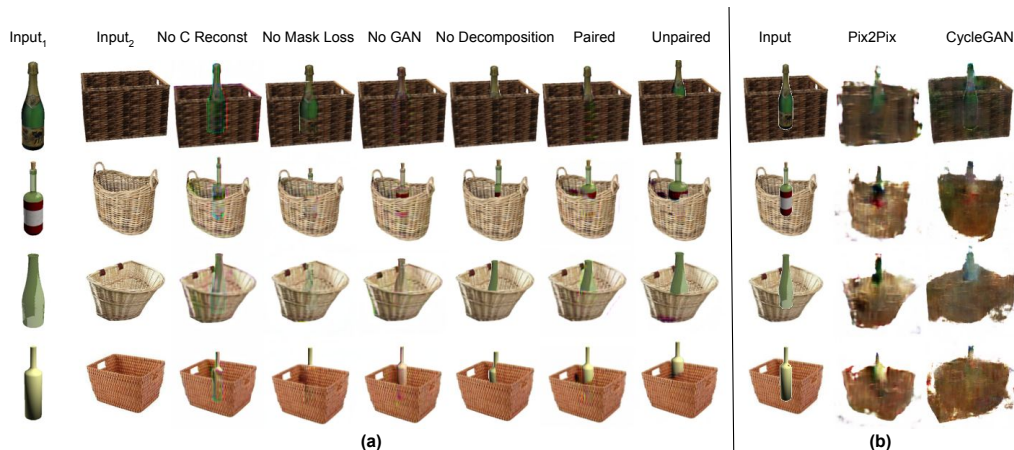 Input₁ Input₂ No C Reconst No Mask Loss No GAN No Decomposition Paired Unpaired Input Pix2Pix CycleGAN
(a) (b)